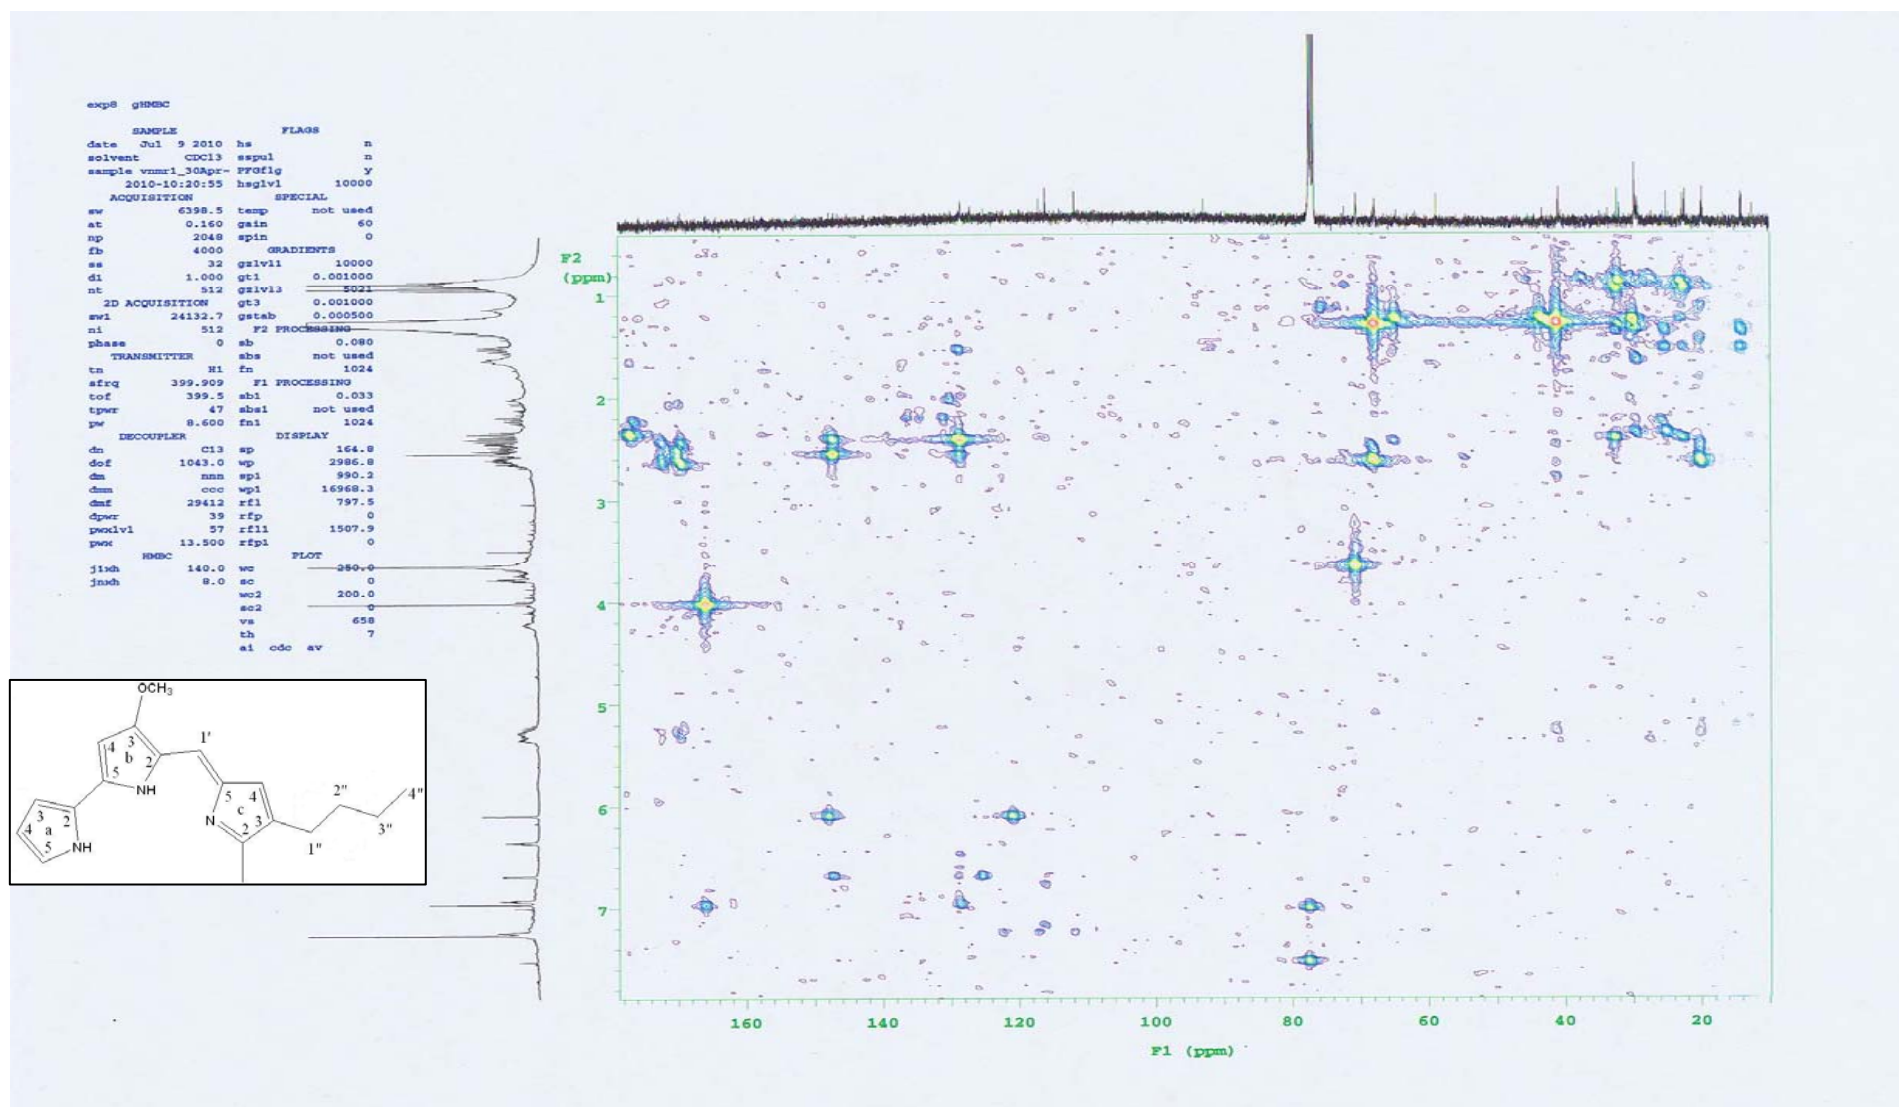 exp8 gHMBC
SAMPLE FLAGS
date Jul 9 2010 hs n
solvent CDCl3 sspul n
sample vnmr1_30Apr- PFGflg y
2010-10:20:55 hsglvl 10000
ACQUISITION SPECIAL
sw 6398.5 temp not used
at 0.160 gain 60
np 2048 spin 0
fb 4000 GRADIENTS
ss 32 gzlvl1 10000
d1 1.000 gt1 0.001000
nt 512 gzlvl3 5021
2D ACQUISITION gt3 0.001000
sw1 24132.7 gstab 0.000500
ni 512 F2 PROCESSING
phase 0 sb 0.080
TRANSMITTER sbs not used
tn H1 fn 1024
sfrq 399.909 F1 PROCESSING
tof 399.5 sb1 0.033
tpwr 47 sbs1 not used
pw 8.600 fn1 1024
DECOUPLER DISPLAY
dn C13 sp 164.8
dof 1043.0 wp 2986.8
dm nnn sp1 990.2
dmm ccc wp1 16968.3
dmf 29412 rfl 797.5
dpwr 39 rfp 0
pwxlvl 57 rfl1 1507.9
pwx 13.500 rfp1 0
HMBC PLOT
j1xh 140.0 wc 250.0
jnxh 8.0 sc 0
wc2 200.0
sc2 0
vs 658
th 7
ai cdc av
F2
(ppm)
1
2
3
4
5
6
7
160 140 120 100 80 60 40 20
F1 (ppm)
OCH3
3
4 b 1'
2
5
NH
5 4 2" 4"
c
N 3 3"
2
1"
3 2
4 a
5 NH